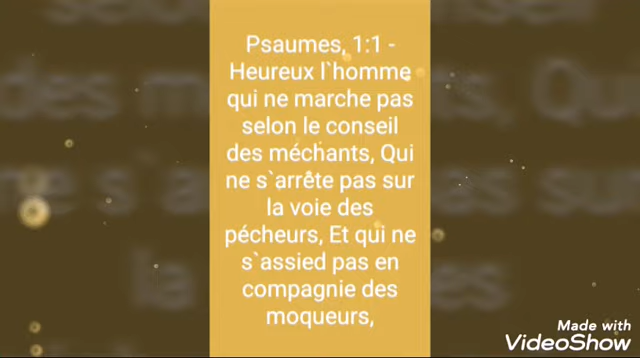 Psaumes, 1:1 -
Heureux l`homme
qui ne marche pas
selon le conseil
des méchants, Qui
ne s`arrête pas sur
la voie des
pécheurs, Et qui ne
s`assied pas en
compagnie des
moqueurs,
Made with
VideoShow